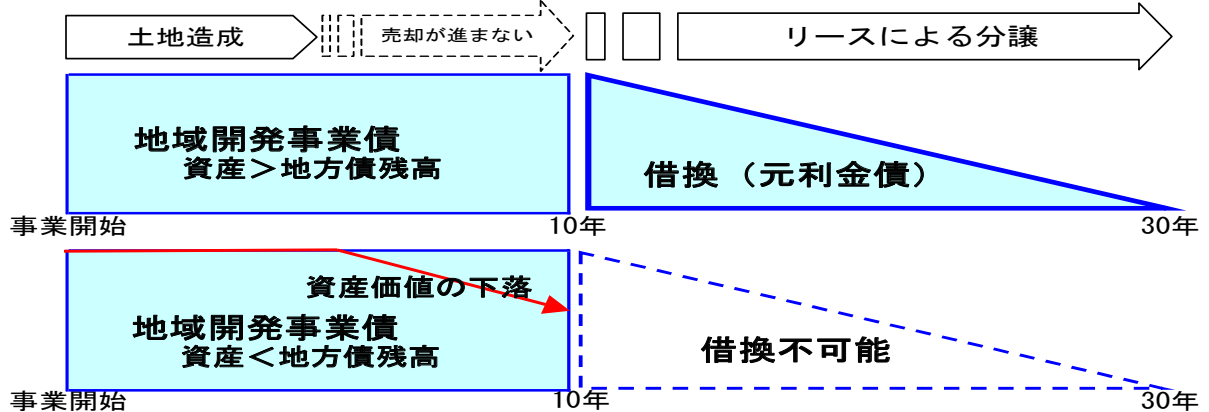 土地造成
売却が進まない
リースによる分譲
地域開発事業債
資産＞地方債残高
借換（元利金債）
事業開始
10年
30年
資産価値の下落
地域開発事業債
資産＜地方債残高
借換不可能
事業開始
10年
30年